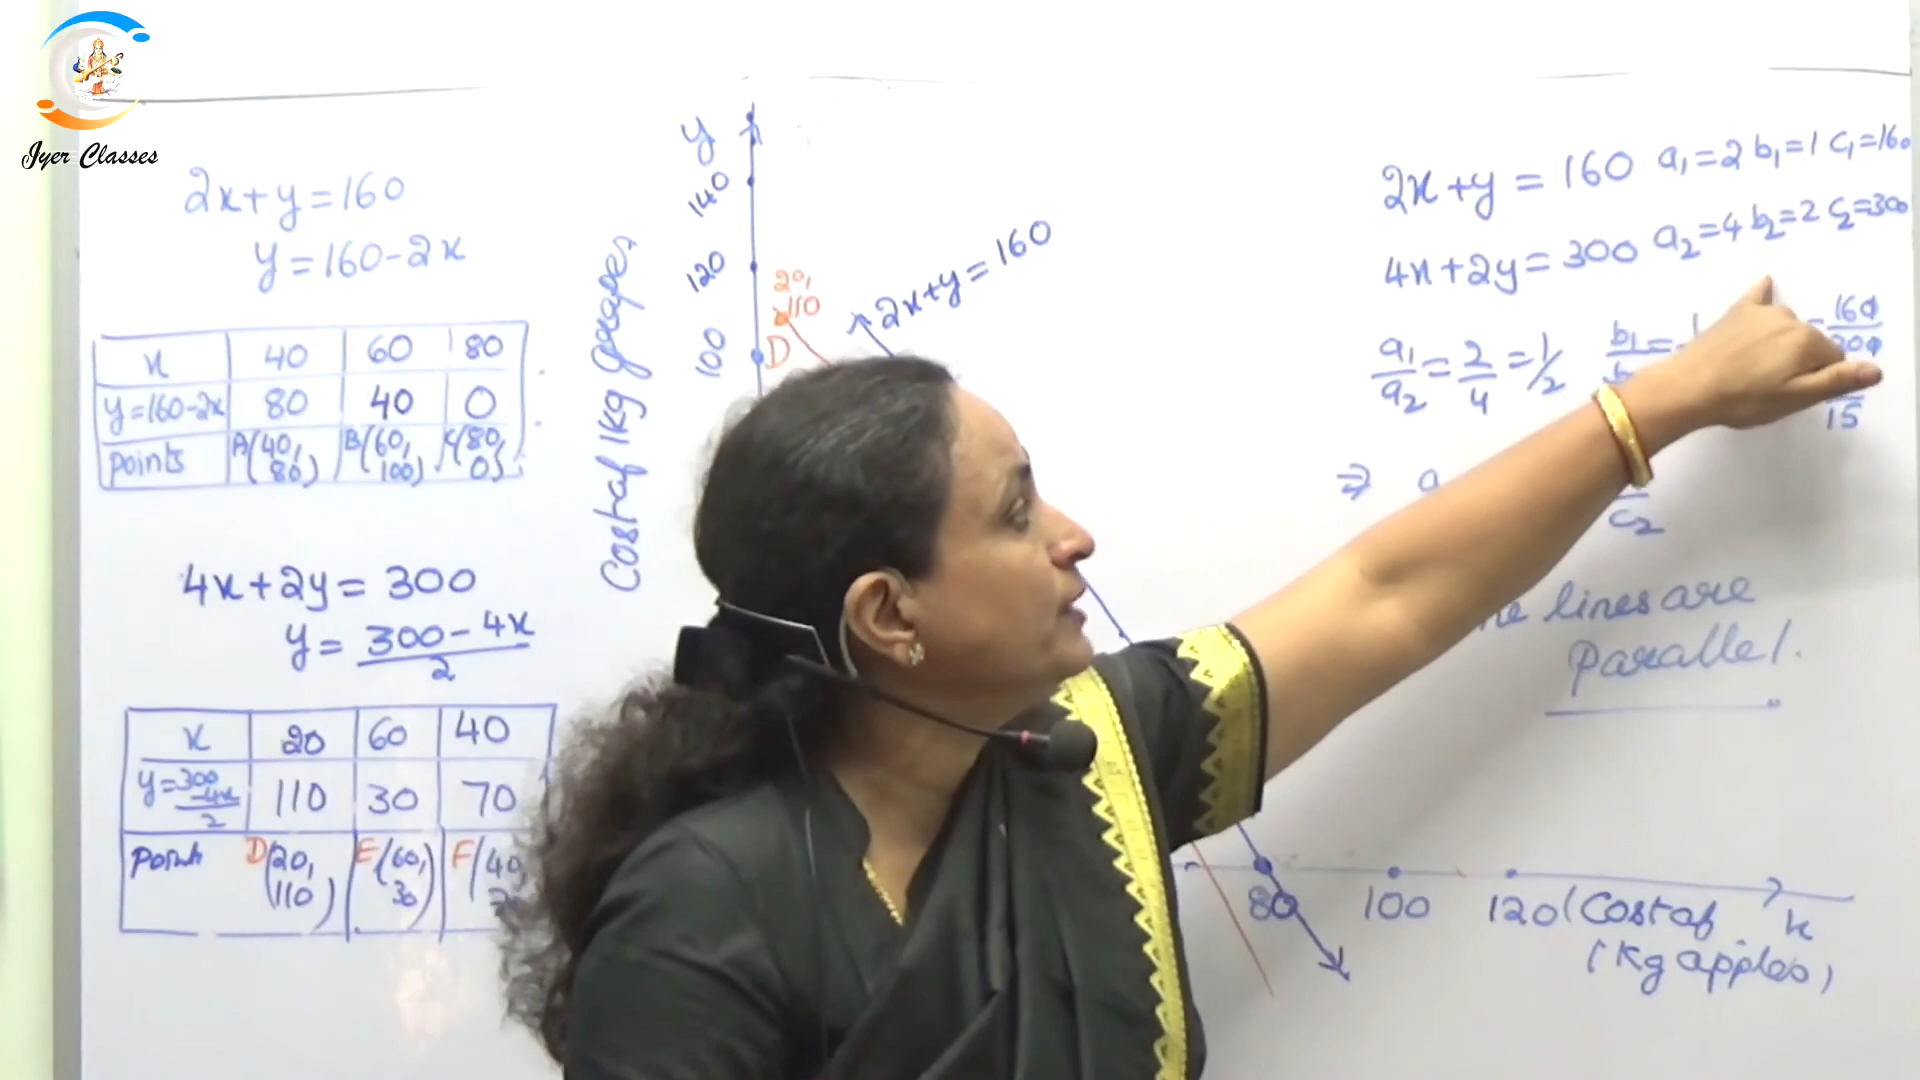 Iyer Classes
2x+y=160
y=160-2x
x 40 60 80
y=160-2x 80 40 0
points A(40, 80) B(60, 100) C(80, 0)
4x+2y=300
y=300-4x/2
x 20 60 40
y=300-4x/2 110 30 70
Points D(20, 110) E(60, 30) F(40,
y
140
120
100
Cost of 1kg grapes
20, 110
D
2x+y=160
80 100 120 (Cost of
1kg apples)
x
2x+y=160 a₁=2 b₁=1 c₁=160
4x+2y=300 a₂=4 b₂=2 c₂=300
a₁/a₂=2/4=1/2 b₁
160
15
⇒
c₂
lines are
Parallel.